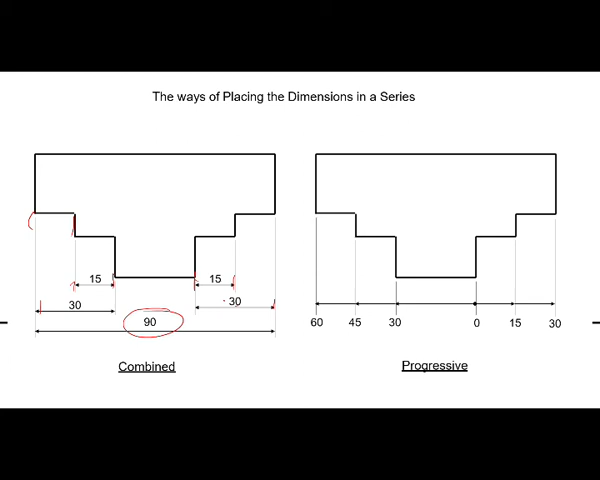 The ways of Placing the Dimensions in a Series
15 15
30 30
90
60 45 30 0 15 30
Combined
Progressive